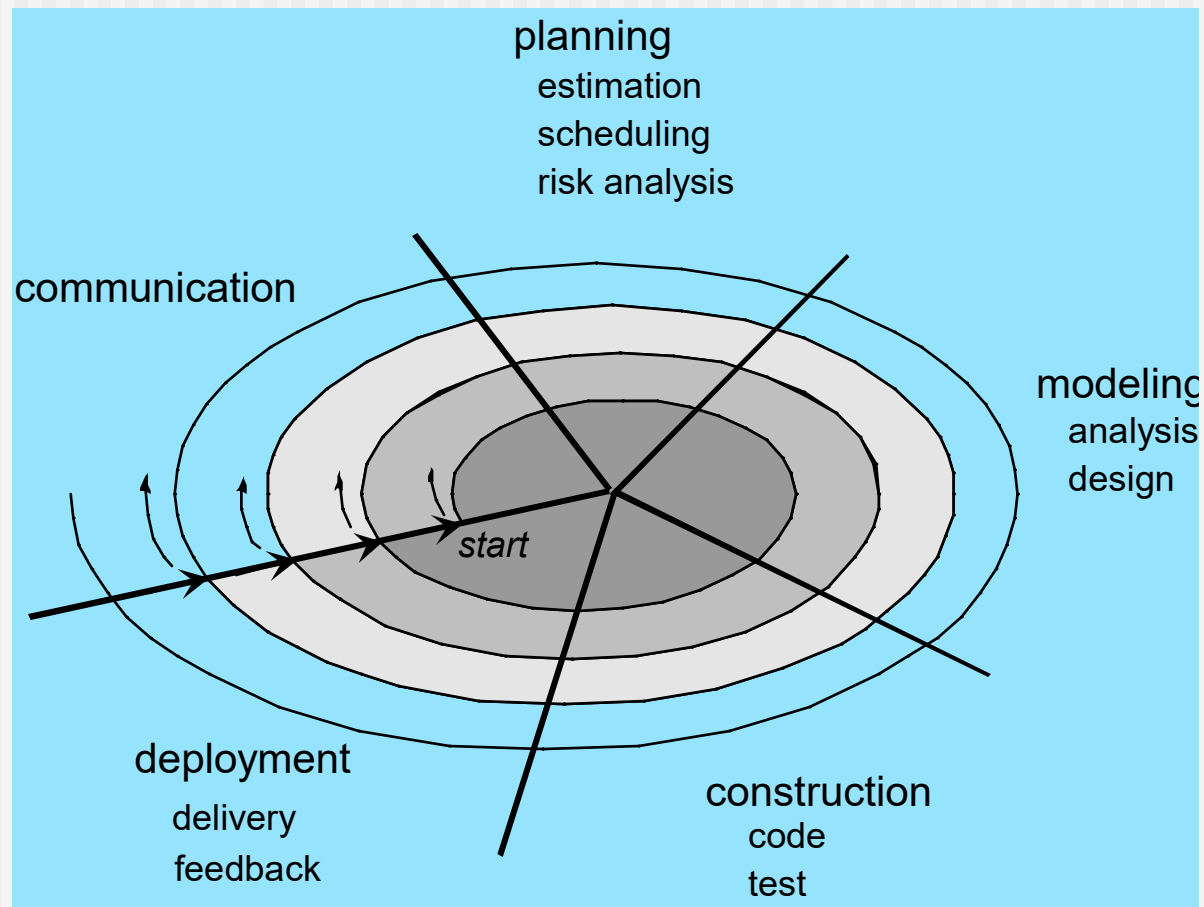 planning
estimation
scheduling
risk analysis
communication
modeling
analysis
design
start
deployment
delivery
feedback
construction
code
test